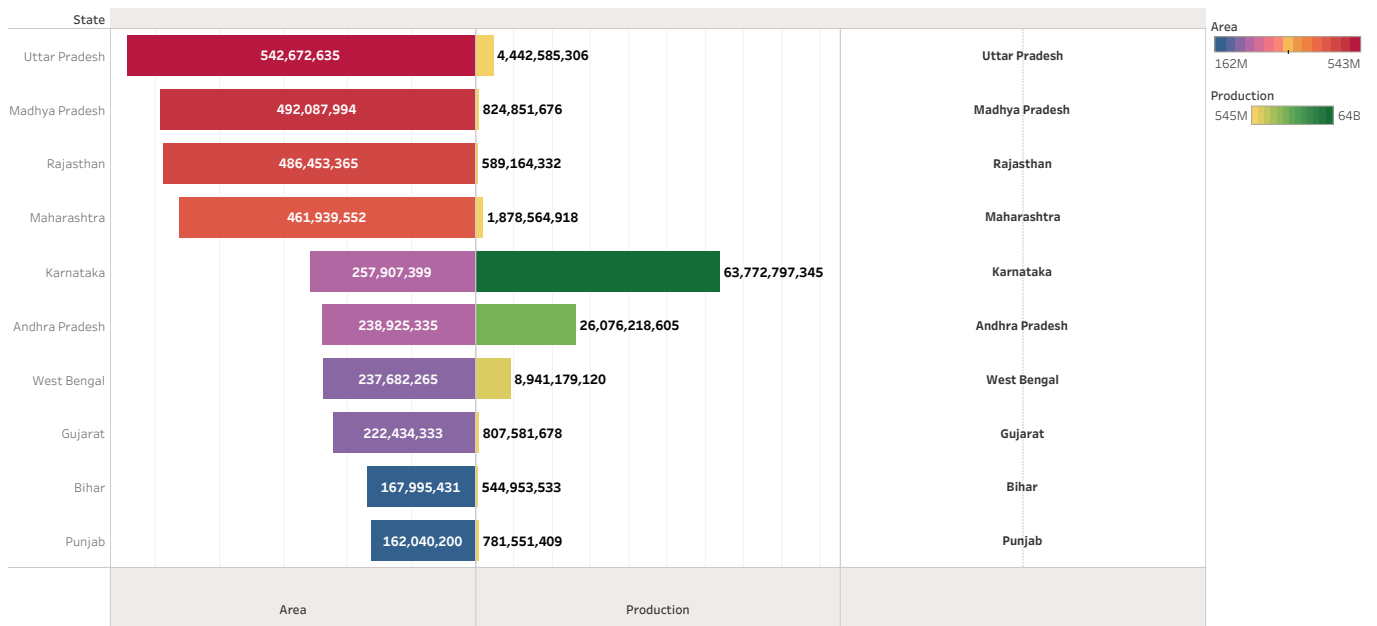 State
Uttar Pradesh 542,672,635 4,442,585,306 Uttar Pradesh
Madhya Pradesh 492,087,994 824,851,676 Madhya Pradesh
Rajasthan 486,453,365 589,164,332 Rajasthan
Maharashtra 461,939,552 1,878,564,918 Maharashtra
Karnataka 257,907,399 63,772,797,345 Karnataka
Andhra Pradesh 238,925,335 26,076,218,605 Andhra Pradesh
West Bengal 237,682,265 8,941,179,120 West Bengal
Gujarat 222,434,333 807,581,678 Gujarat
Bihar 167,995,431 544,953,533 Bihar
Punjab 162,040,200 781,551,409 Punjab
Area Production
Area
162M 543M
Production
545M 64B